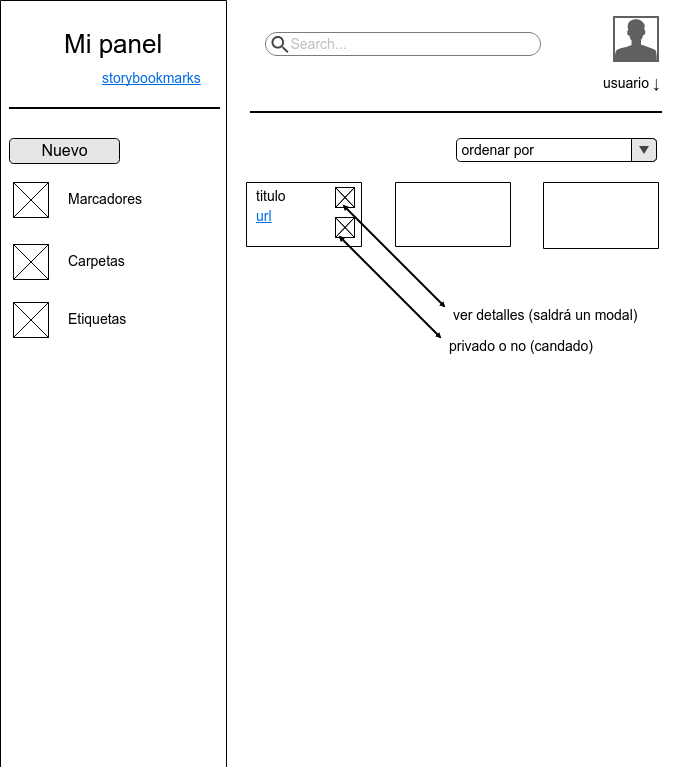 Mi panel
storybookmarks
Nuevo
Marcadores
Carpetas
Etiquetas
Search...
usuario ↓
ordenar por
titulo
url
ver detalles (saldrá un modal)
privado o no (candado)